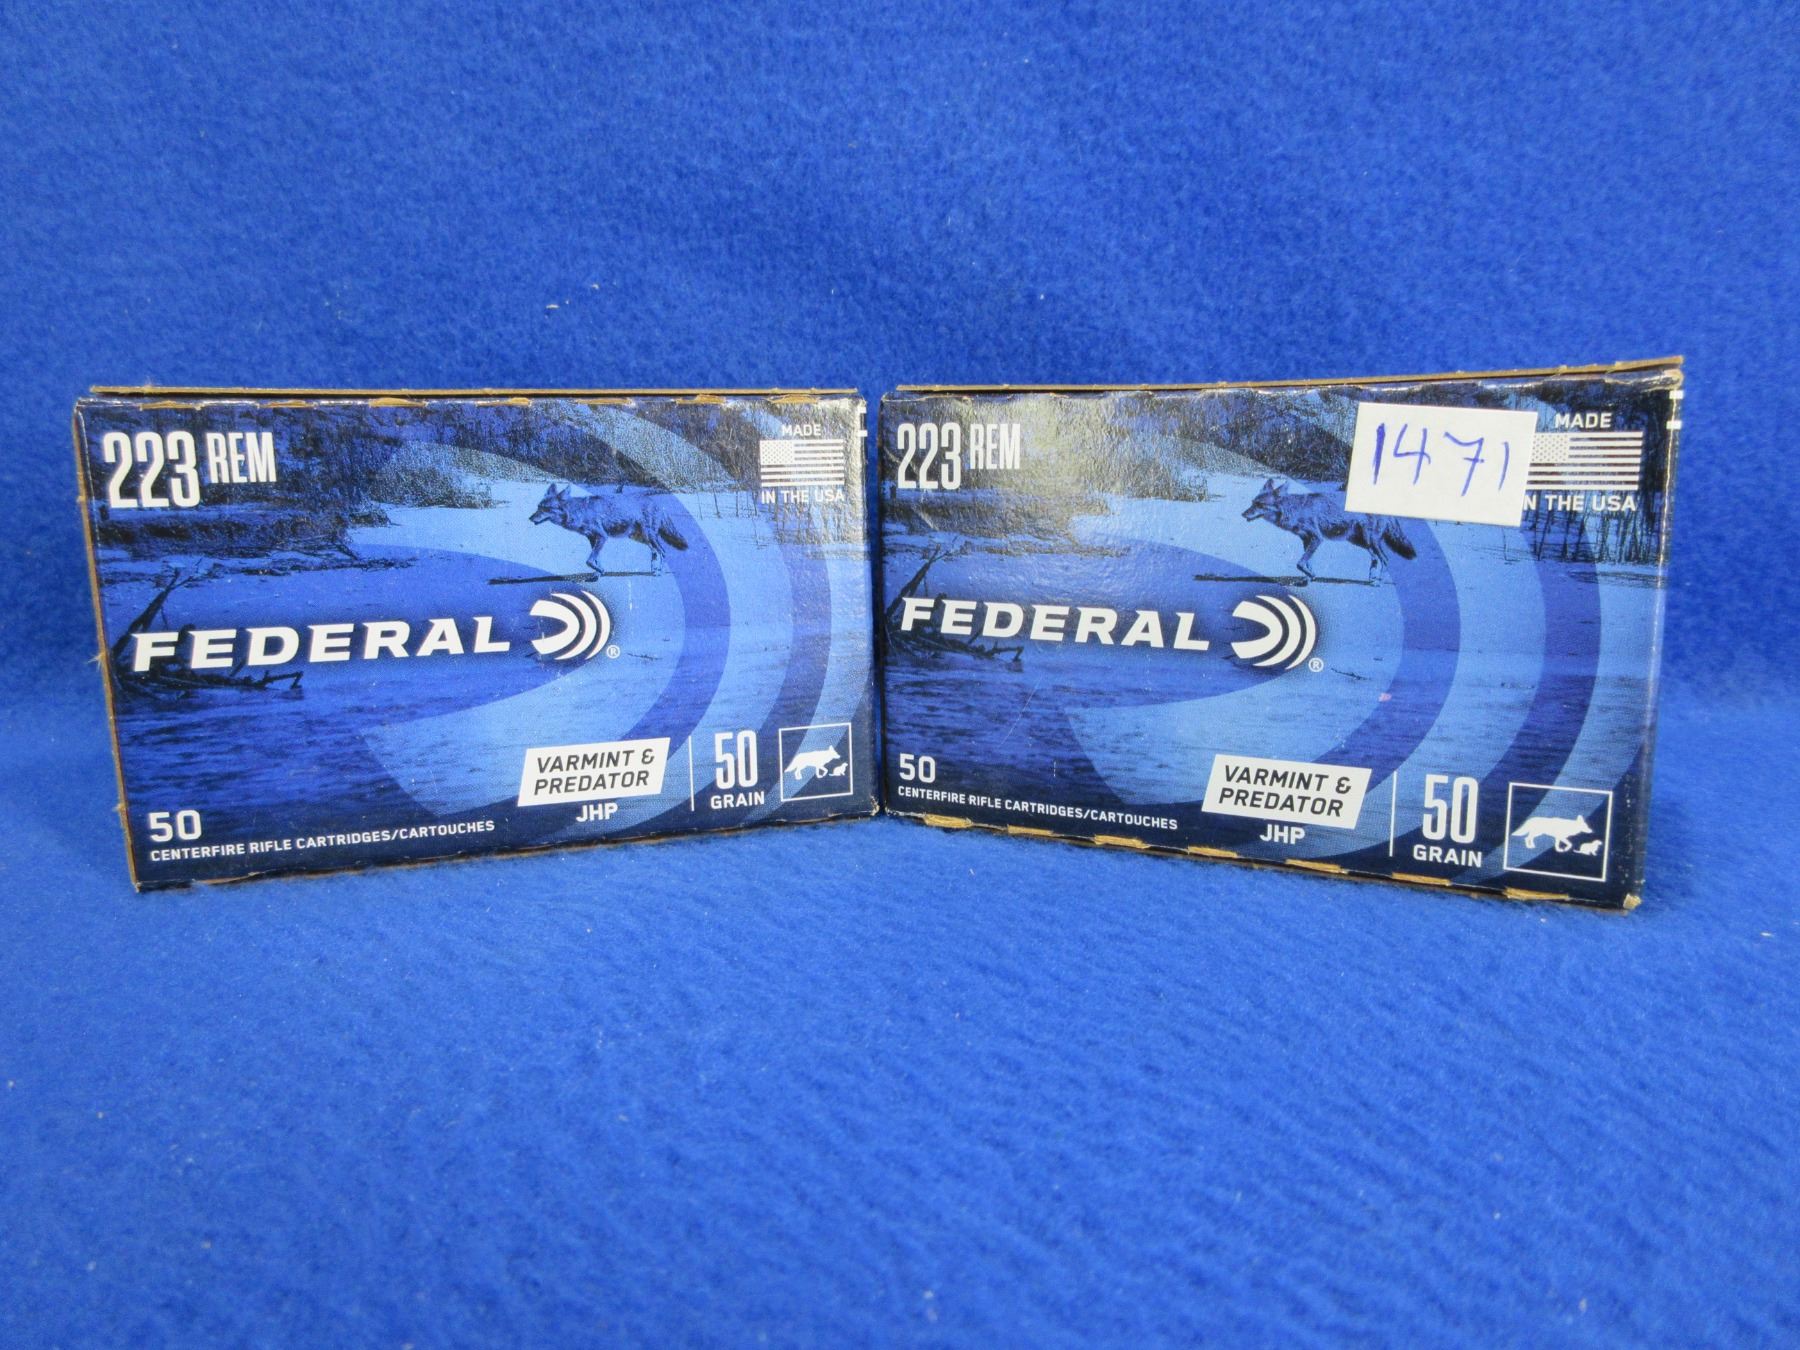 223 REM
MADE
IN THE USA
FEDERAL ®
VARMINT &
PREDATOR
JHP
50
GRAIN
50
CENTERFIRE RIFLE CARTRIDGES/CARTOUCHES
223 REM
1471
MADE
IN THE USA
FEDERAL ®
VARMINT &
PREDATOR
JHP
50
GRAIN
50
CENTERFIRE RIFLE CARTRIDGES/CARTOUCHES